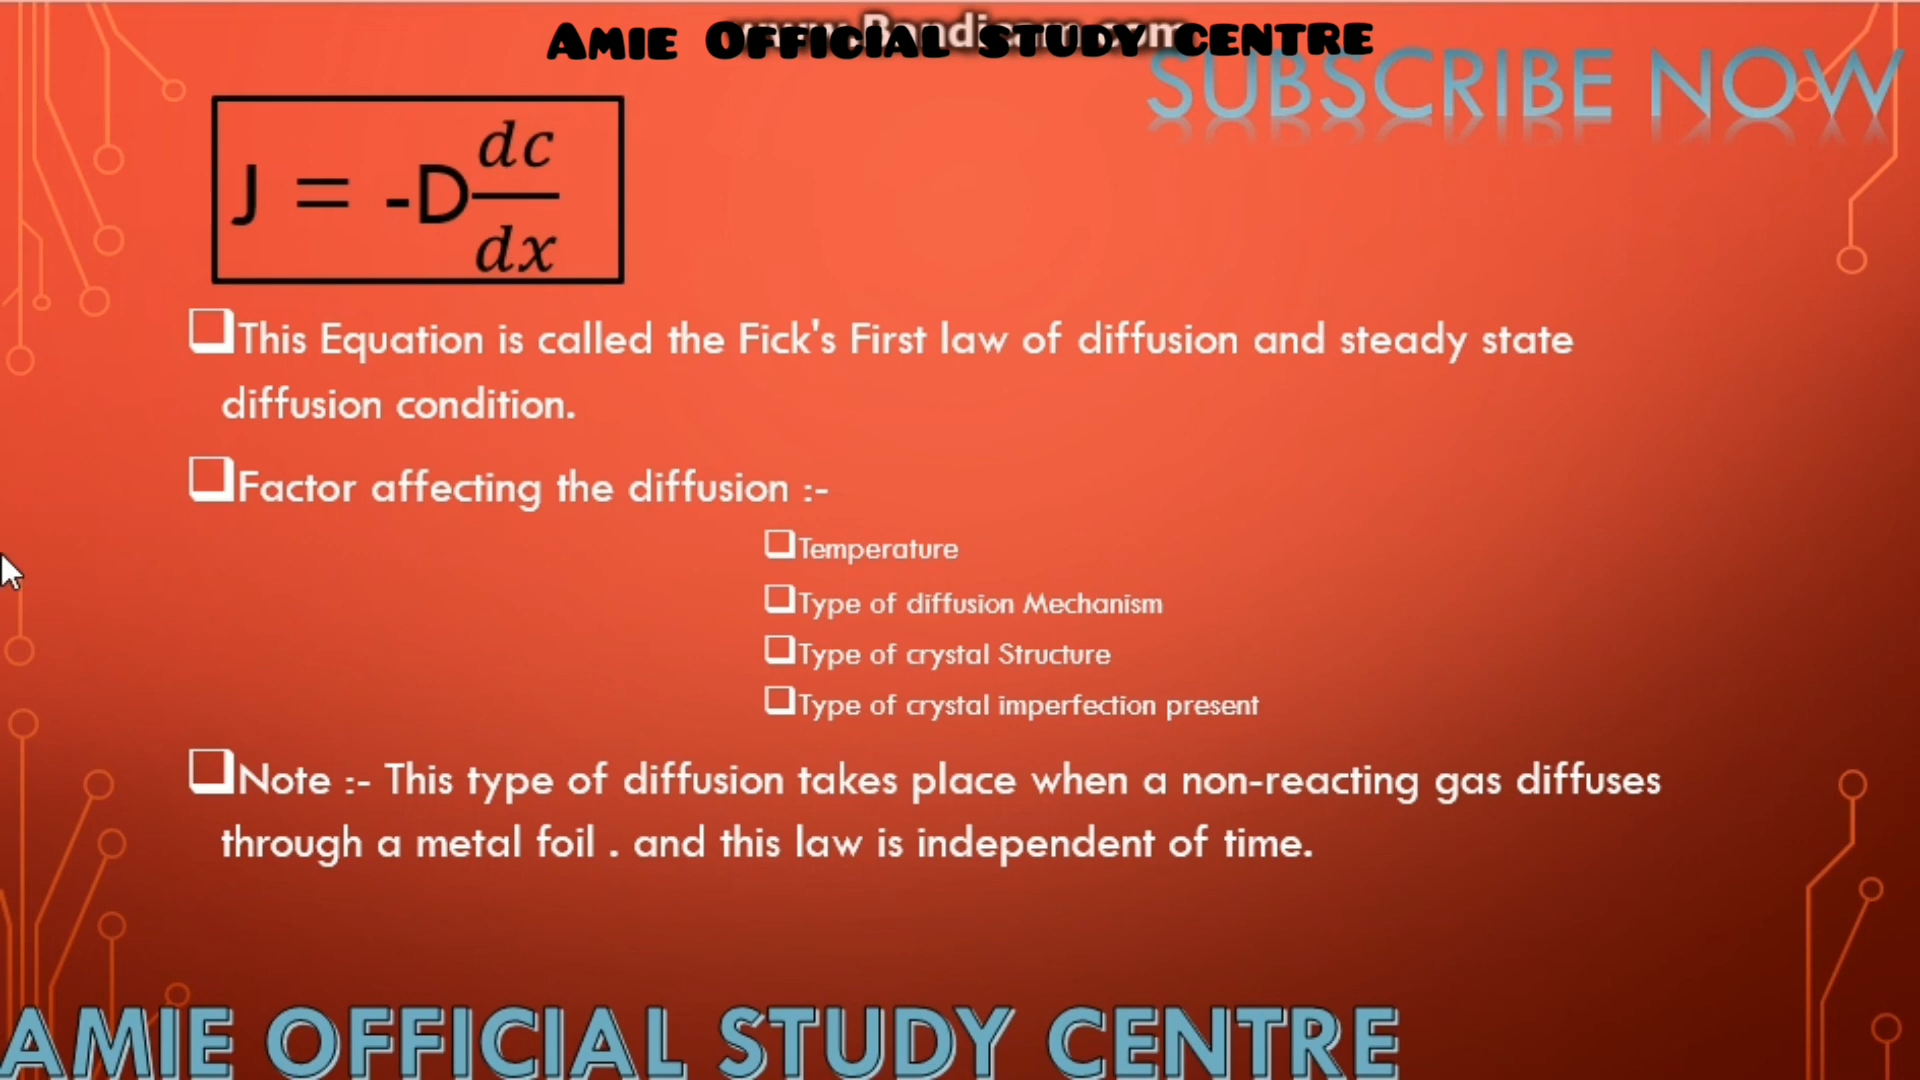 AMIE OFFICIAL STUDY CENTRE
www.Bandicam.com
SUBSCRIBE NOW
J = -D dc/dx
❑This Equation is called the Fick's First law of diffusion and steady state
diffusion condition.
❑Factor affecting the diffusion :-
❑Temperature
❑Type of diffusion Mechanism
❑Type of crystal Structure
❑Type of crystal imperfection present
❑Note :- This type of diffusion takes place when a non-reacting gas diffuses
through a metal foil . and this law is independent of time.
AMIE OFFICIAL STUDY CENTRE